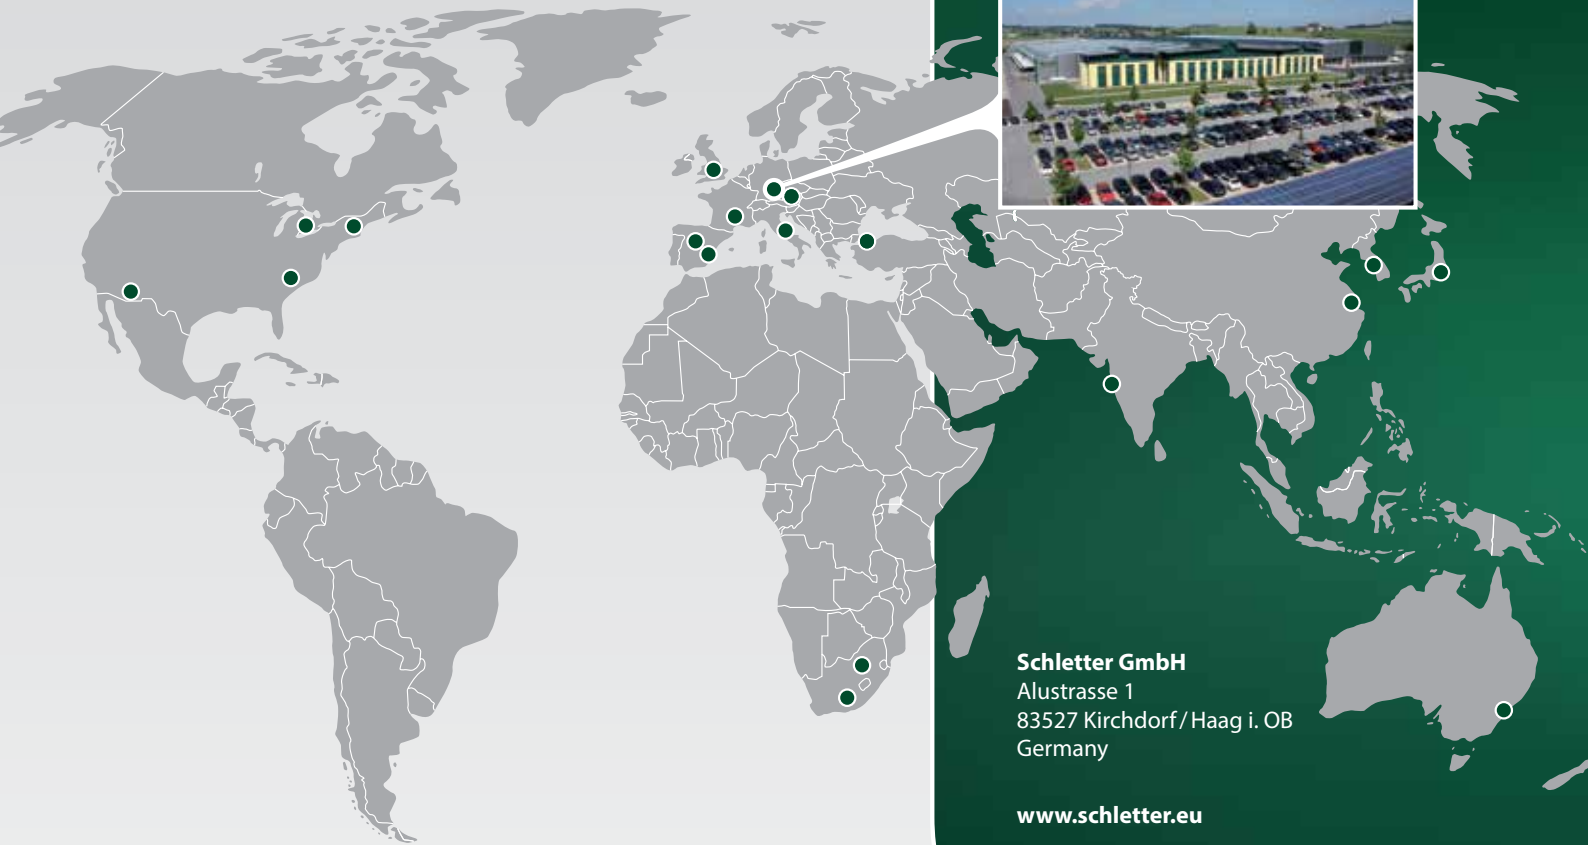 Schletter GmbH
Alustrasse 1
83527 Kirchdorf / Haag i. OB
Germany
www.schletter.eu